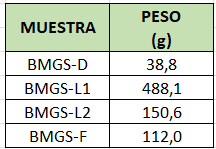 MUESTRA PESO
(g)
BMGS-D 38,8
BMGS-L1 488,1
BMGS-L2 150,6
BMGS-F 112,0